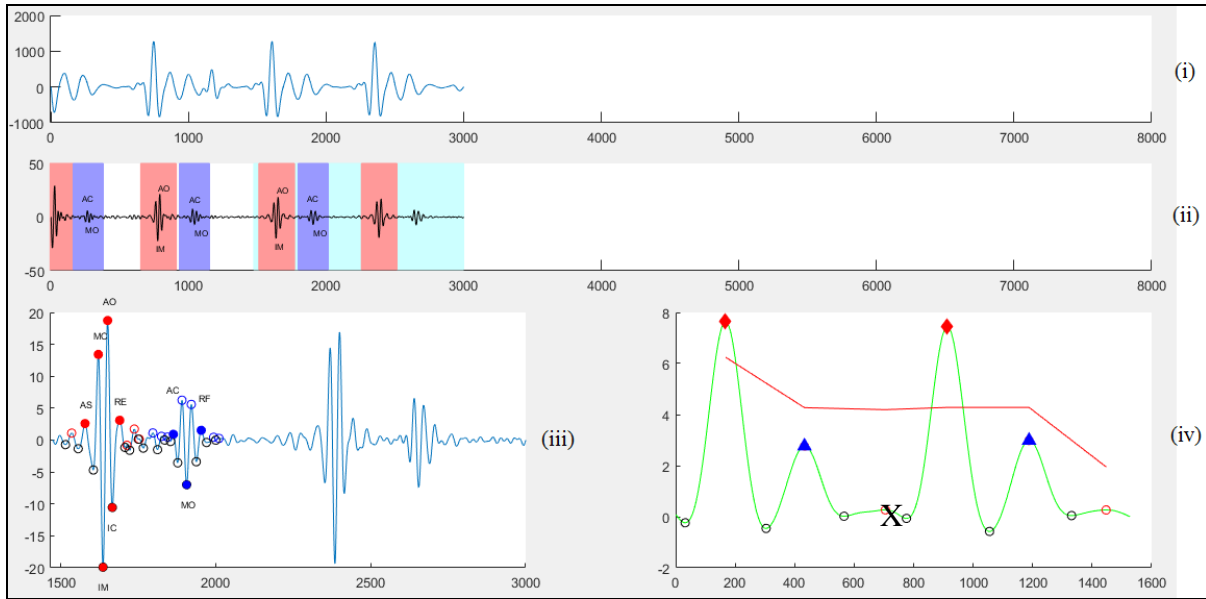 2000
1000
0
-1000
0 1000 2000 3000 4000 5000 6000 7000 8000
(i)
50
0
-50
AC
MO
AO
IM
AC
MO
AO
IM
AC
MO
0 1000 2000 3000 4000 5000 6000 7000 8000
(ii)
20
15
10
5
0
-5
-10
-15
-20
AO
MC
AS
RE
AC
RF
MO
IC
IM
1500 2000 2500 3000
(iii)
8
6
4
2
0
-2
X
0 200 400 600 800 1000 1200 1400 1600
(iv)